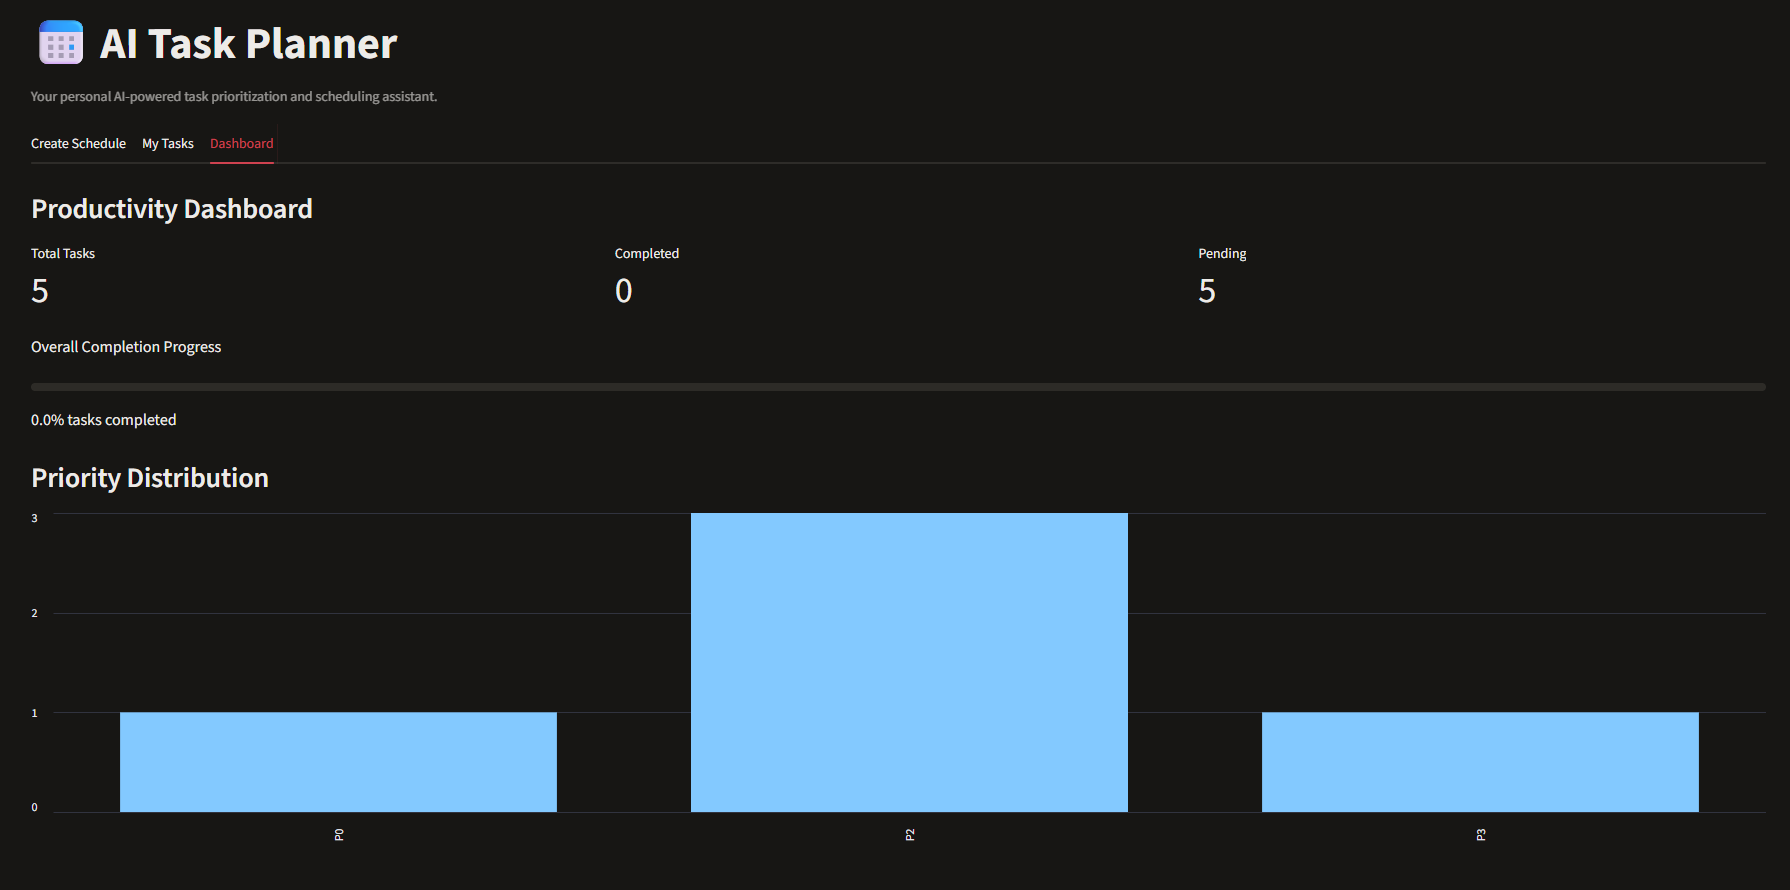 AI Task Planner
Your personal AI-powered task prioritization and scheduling assistant.
Create Schedule My Tasks Dashboard
Productivity Dashboard
Total Tasks Completed Pending
5 0 5
Overall Completion Progress
0.0% tasks completed
Priority Distribution
3
2
1
0
P0 P2 P3